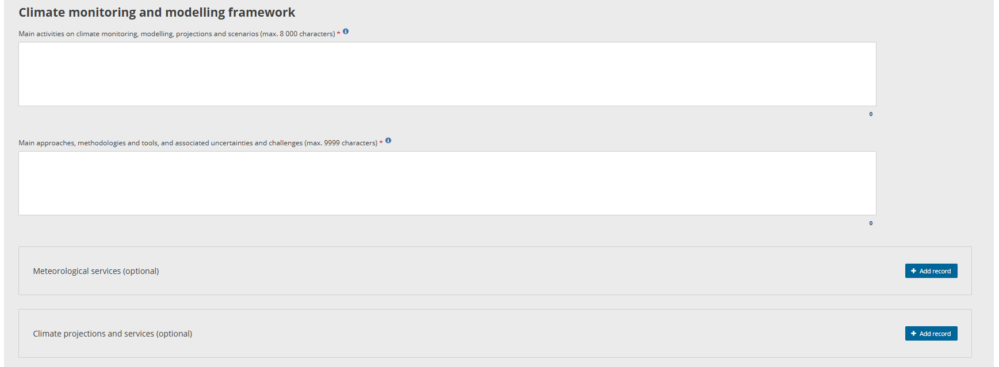 Climate monitoring and modelling framework
Main activities on climate monitoring, modelling, projections and scenarios (max. 8 000 characters) *
0
Main approaches, methodologies and tools, and associated uncertainties and challenges (max. 9999 characters) *
0
Meteorological services (optional)
+ Add record
Climate projections and services (optional)
+ Add record